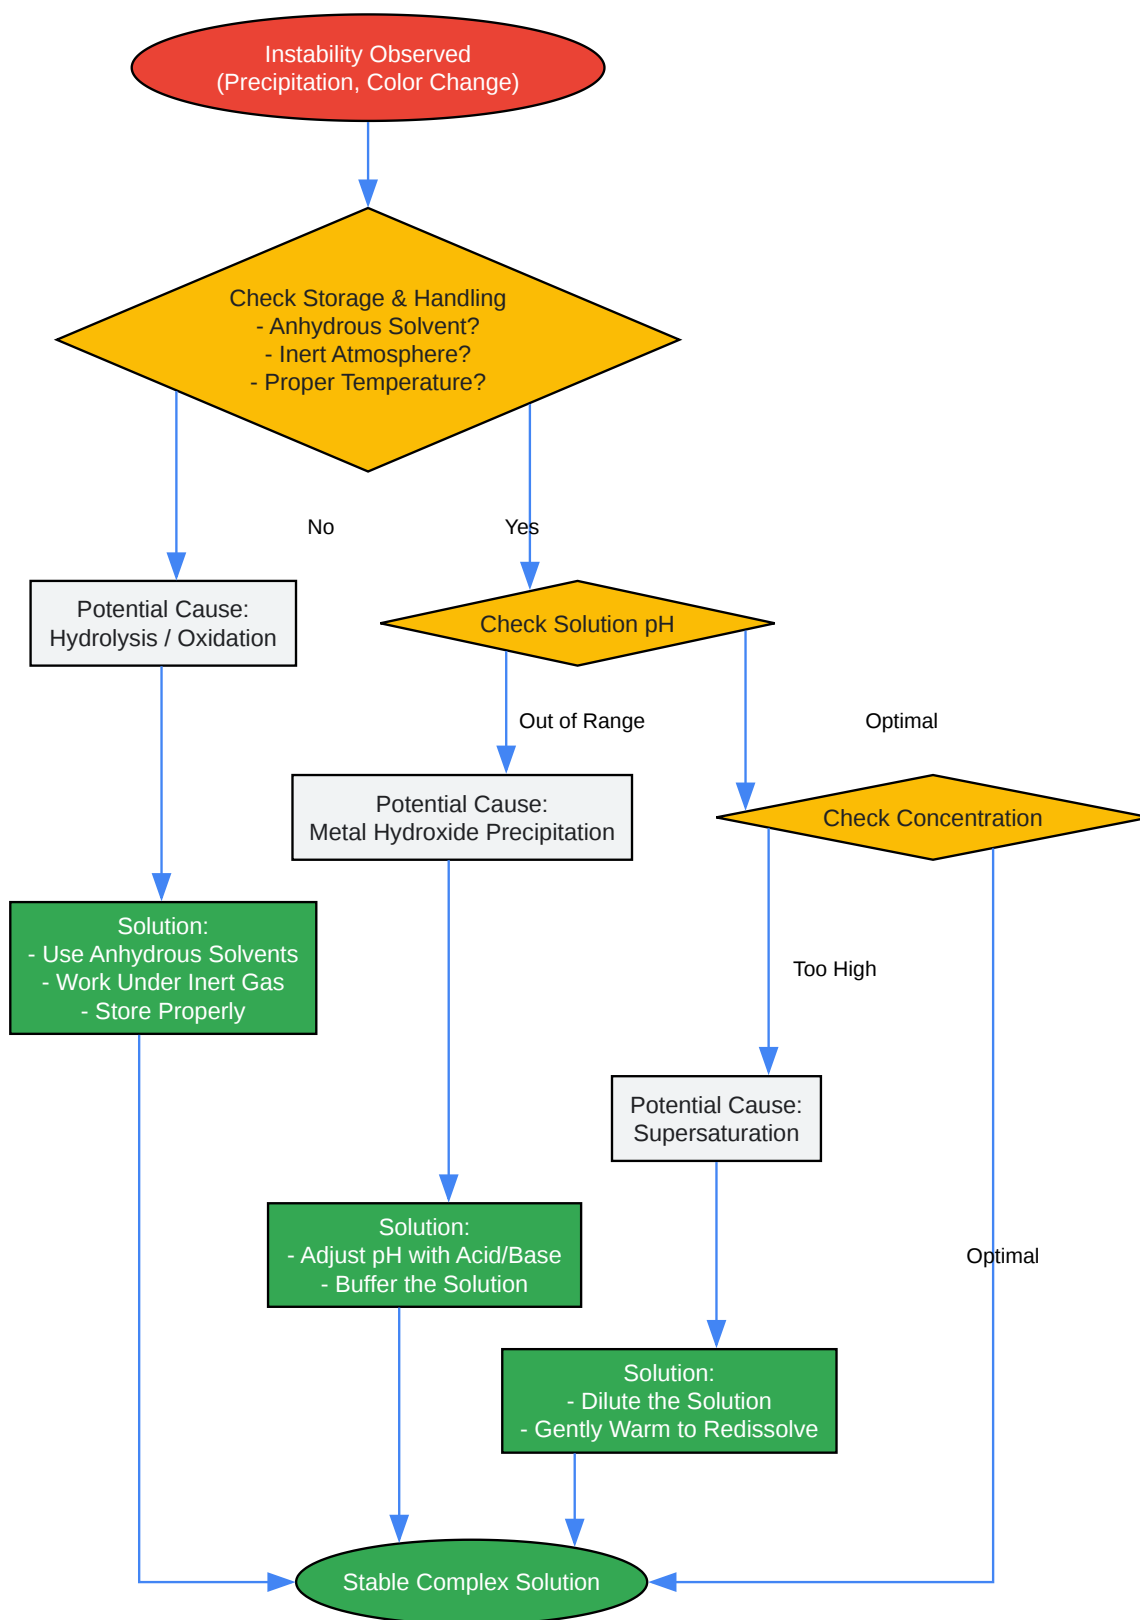 Instability Observed
(Precipitation, Color Change)
Check Storage & Handling
- Anhydrous Solvent?
- Inert Atmosphere?
- Proper Temperature?
No
Yes
Potential Cause:
Hydrolysis / Oxidation
Check Solution pH
Out of Range
Optimal
Potential Cause:
Metal Hydroxide Precipitation
Check Concentration
Solution:
- Use Anhydrous Solvents
- Work Under Inert Gas
- Store Properly
Too High
Potential Cause:
Supersaturation
Solution:
- Adjust pH with Acid/Base
- Buffer the Solution
Optimal
Solution:
- Dilute the Solution
- Gently Warm to Redissolve
Stable Complex Solution